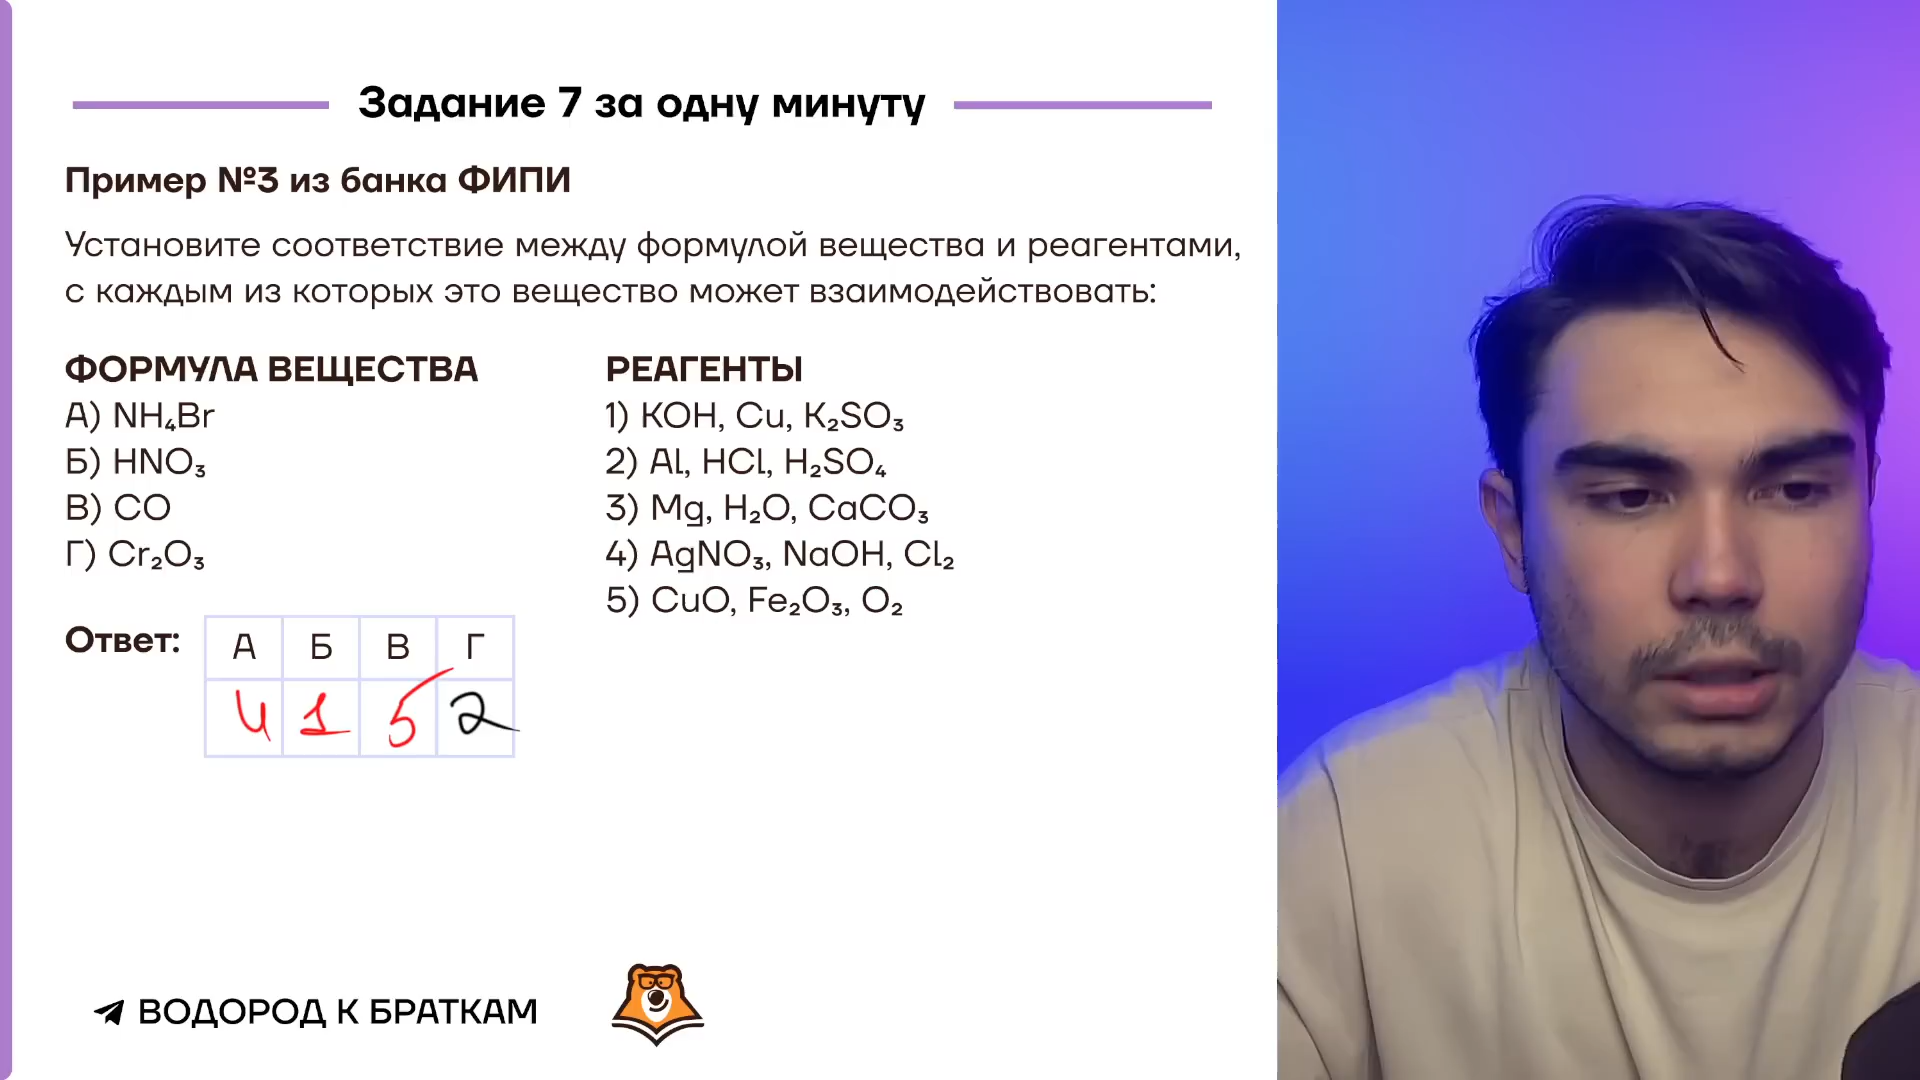 Задание 7 за одну минуту
Пример №3 из банка ФИПИ
Установите соответствие между формулой вещества и реагентами,
с каждым из которых это вещество может взаимодействовать:
ФОРМУЛА ВЕЩЕСТВА
А) NH₄Br
Б) HNO₃
В) CO
Г) Cr₂O₃
РЕАГЕНТЫ
1) KOH, Cu, K₂SO₃
2) Al, HCl, H₂SO₄
3) Mg, H₂O, CaCO₃
4) AgNO₃, NaOH, Cl₂
5) CuO, Fe₂O₃, O₂
Ответ:
А Б В Г
4 1 5 2
ВОДОРОД К БРАТКАМ